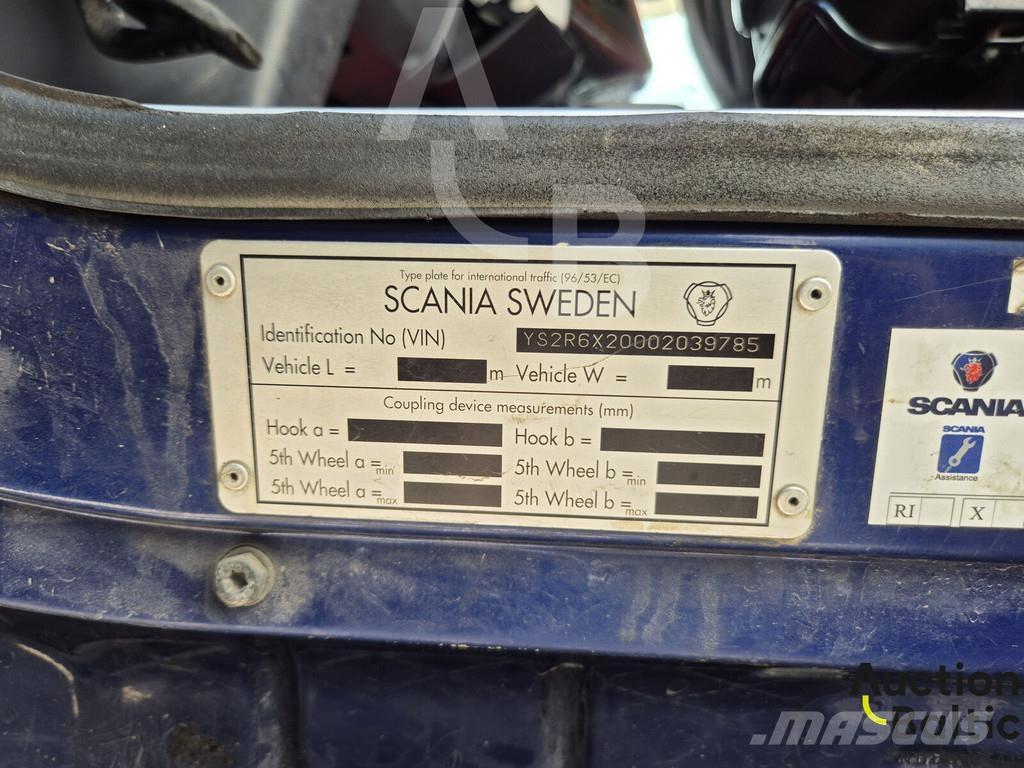 Type plate for international traffic (96/53/EC)
SCANIA SWEDEN
Identification No (VIN) YS2R6X20002039785
Vehicle L = m Vehicle W = m
Coupling device measurements (mm)
Hook a = Hook b =
5th Wheel a = min 5th Wheel b = min
5th Wheel a = max 5th Wheel b = max
SCANIA
SCANIA
Assistance
RI X
A B
Auction
Baltic
MASCUS